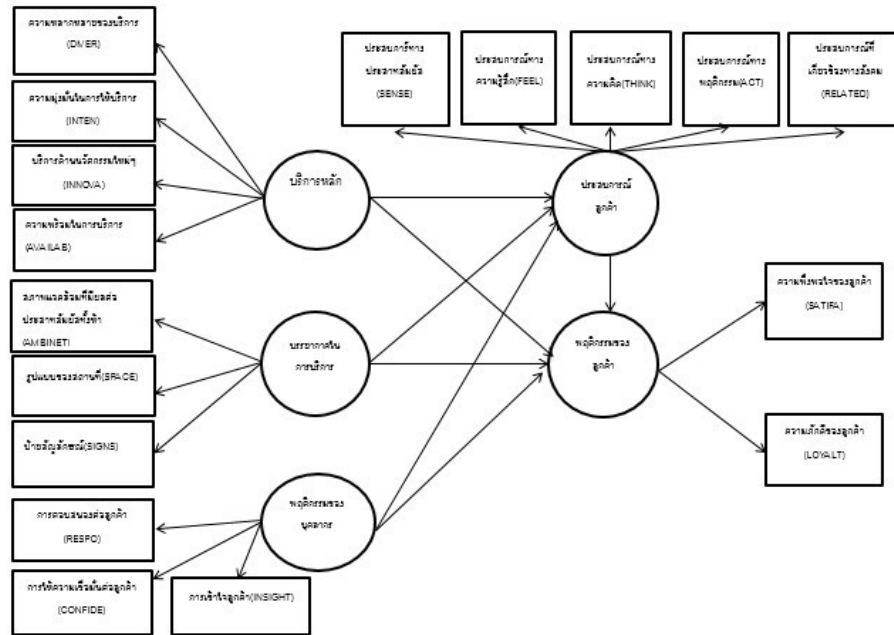 ความหลากหลายของบริการ
(DIVER)
ความมุ่งมั่นในการให้บริการ
(INTEN)
บริการด้านนวัตกรรมใหม่ๆ
(INNOVA)
ความพร้อมในการบริการ
(AVAILAB)
สภาพแวดล้อมที่มีผลต่อ
ประสาทสัมผัสทั้งห้า
(AMBINET)
รูปแบบของสถานที่(SPACE)
ป้ายสัญลักษณ์(SIGNS)
การตอบสนองต่อลูกค้า
(RESPO)
การให้ความเชื่อมั่นต่อลูกค้า
(CONFIDE)
การเข้าใจลูกค้า(INSIGHT)
บริการหลัก
บรรยากาศใน
การบริการ
พฤติกรรมของ
บุคลากร
ประสบการ์ทาง
ประสาทสัมผัส
(SENSE)
ประสบการณ์ทาง
ความรู้สึก(FEEL)
ประสบการณ์ทาง
ความคิด(THINK)
ประสบการณ์ทาง
พฤติกรรม(ACT)
ประสบการณ์ที่
เกี่ยวข้องทางสังคม
(RELATED)
ประสบการณ์
ลูกค้า
พฤติกรรมของ
ลูกค้า
ความพึงพอใจของลูกค้า
(SATIFA)
ความภักดีของลูกค้า
(LOYALT)